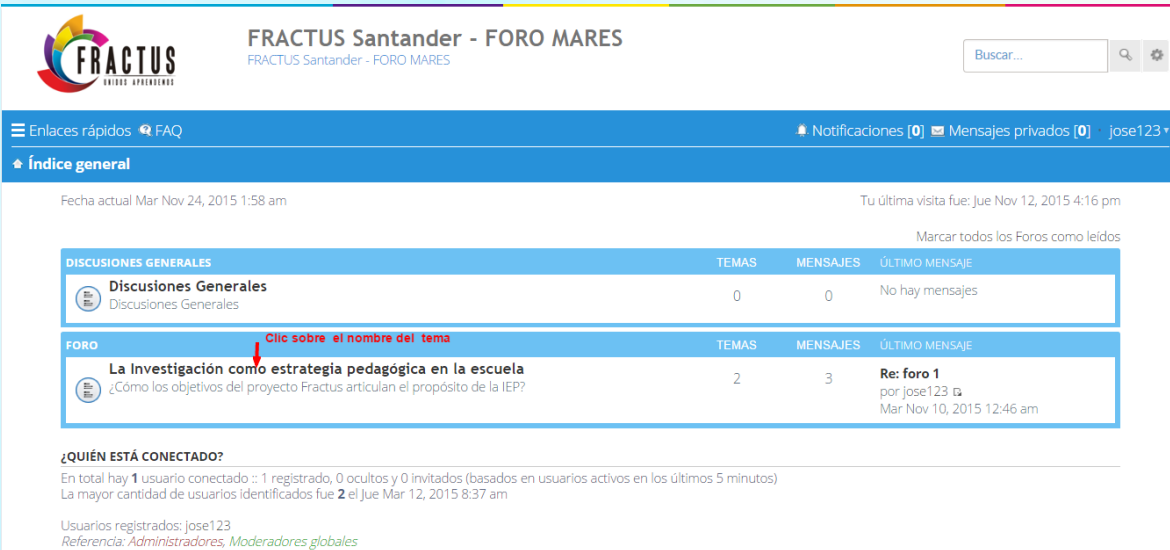 FRACTUS
UNIDOS APRENDEMOS
FRACTUS Santander - FORO MARES
FRACTUS Santander - FORO MARES
Buscar...
Enlaces rápidos FAQ Notificaciones [0] Mensajes privados [0] jose123
Índice general
Fecha actual Mar Nov 24, 2015 1:58 am Tu última visita fue: Jue Nov 12, 2015 4:16 pm
Marcar todos los Foros como leídos
DISCUSIONES GENERALES TEMAS MENSAJES ÚLTIMO MENSAJE
Discusiones Generales
Discusiones Generales
0 0 No hay mensajes
Clic sobre el nombre del tema
FORO TEMAS MENSAJES ÚLTIMO MENSAJE
La Investigación como estrategia pedagógica en la escuela
¿Cómo los objetivos del proyecto Fractus articulan el propósito de la IEP?
2 3 Re: foro 1
por jose123
Mar Nov 10, 2015 12:46 am
¿QUIÉN ESTÁ CONECTADO?
En total hay 1 usuario conectado :: 1 registrado, 0 ocultos y 0 invitados (basados en usuarios activos en los últimos 5 minutos)
La mayor cantidad de usuarios identificados fue 2 el Jue Mar 12, 2015 8:37 am
Usuarios registrados: jose123
Referencia: Administradores, Moderadores globales